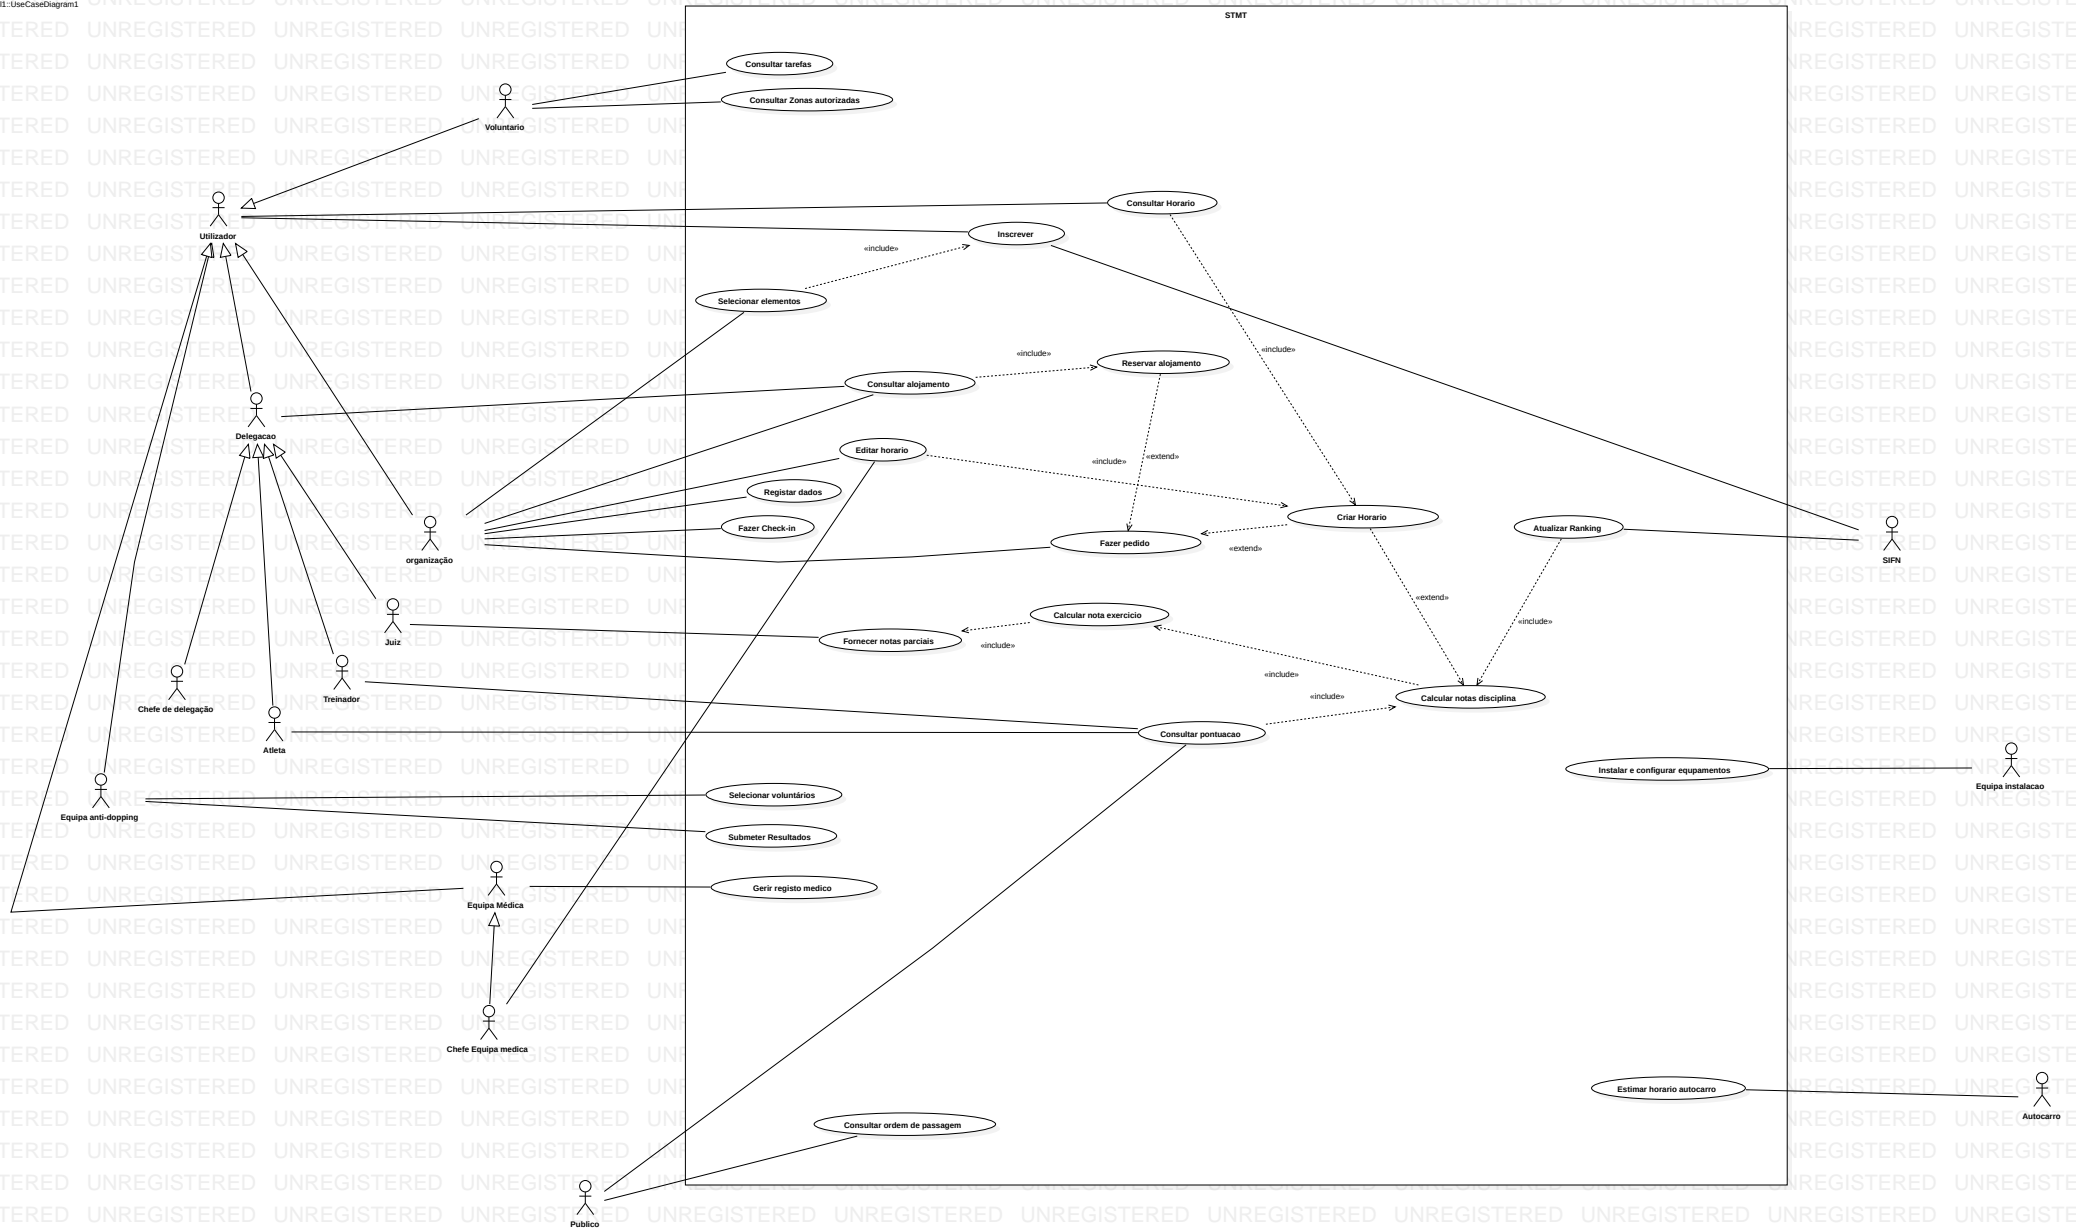 l1::UseCaseDiagram1
STMT
Consultar tarefas
Consultar Zonas autorizadas
Voluntario
Consultar Horario
Utilizador
Inscrever
«include»
Selecionar elementos
«include»
«include»
Reservar alojamento
Consultar alojamento
Delegacao
Editar horario
«include»
«extend»
Registar dados
Criar Horario
Fazer Check-in
Atualizar Ranking
Fazer pedido
«extend»
organização
SIFN
«extend»
Calcular nota exercicio
«include»
Juiz
Fornecer notas parciais
«include»
«include»
«include»
Treinador
Calcular notas disciplina
Chefe de delegação
Consultar pontuacao
Atleta
Instalar e configurar equpamentos
Equipa instalacao
Selecionar voluntários
Equipa anti-dopping
Submeter Resultados
Gerir registo medico
Equipa Médica
Chefe Equipa medica
Estimar horario autocarro
Autocarro
Consultar ordem de passagem
Publico
UNREGISTERED